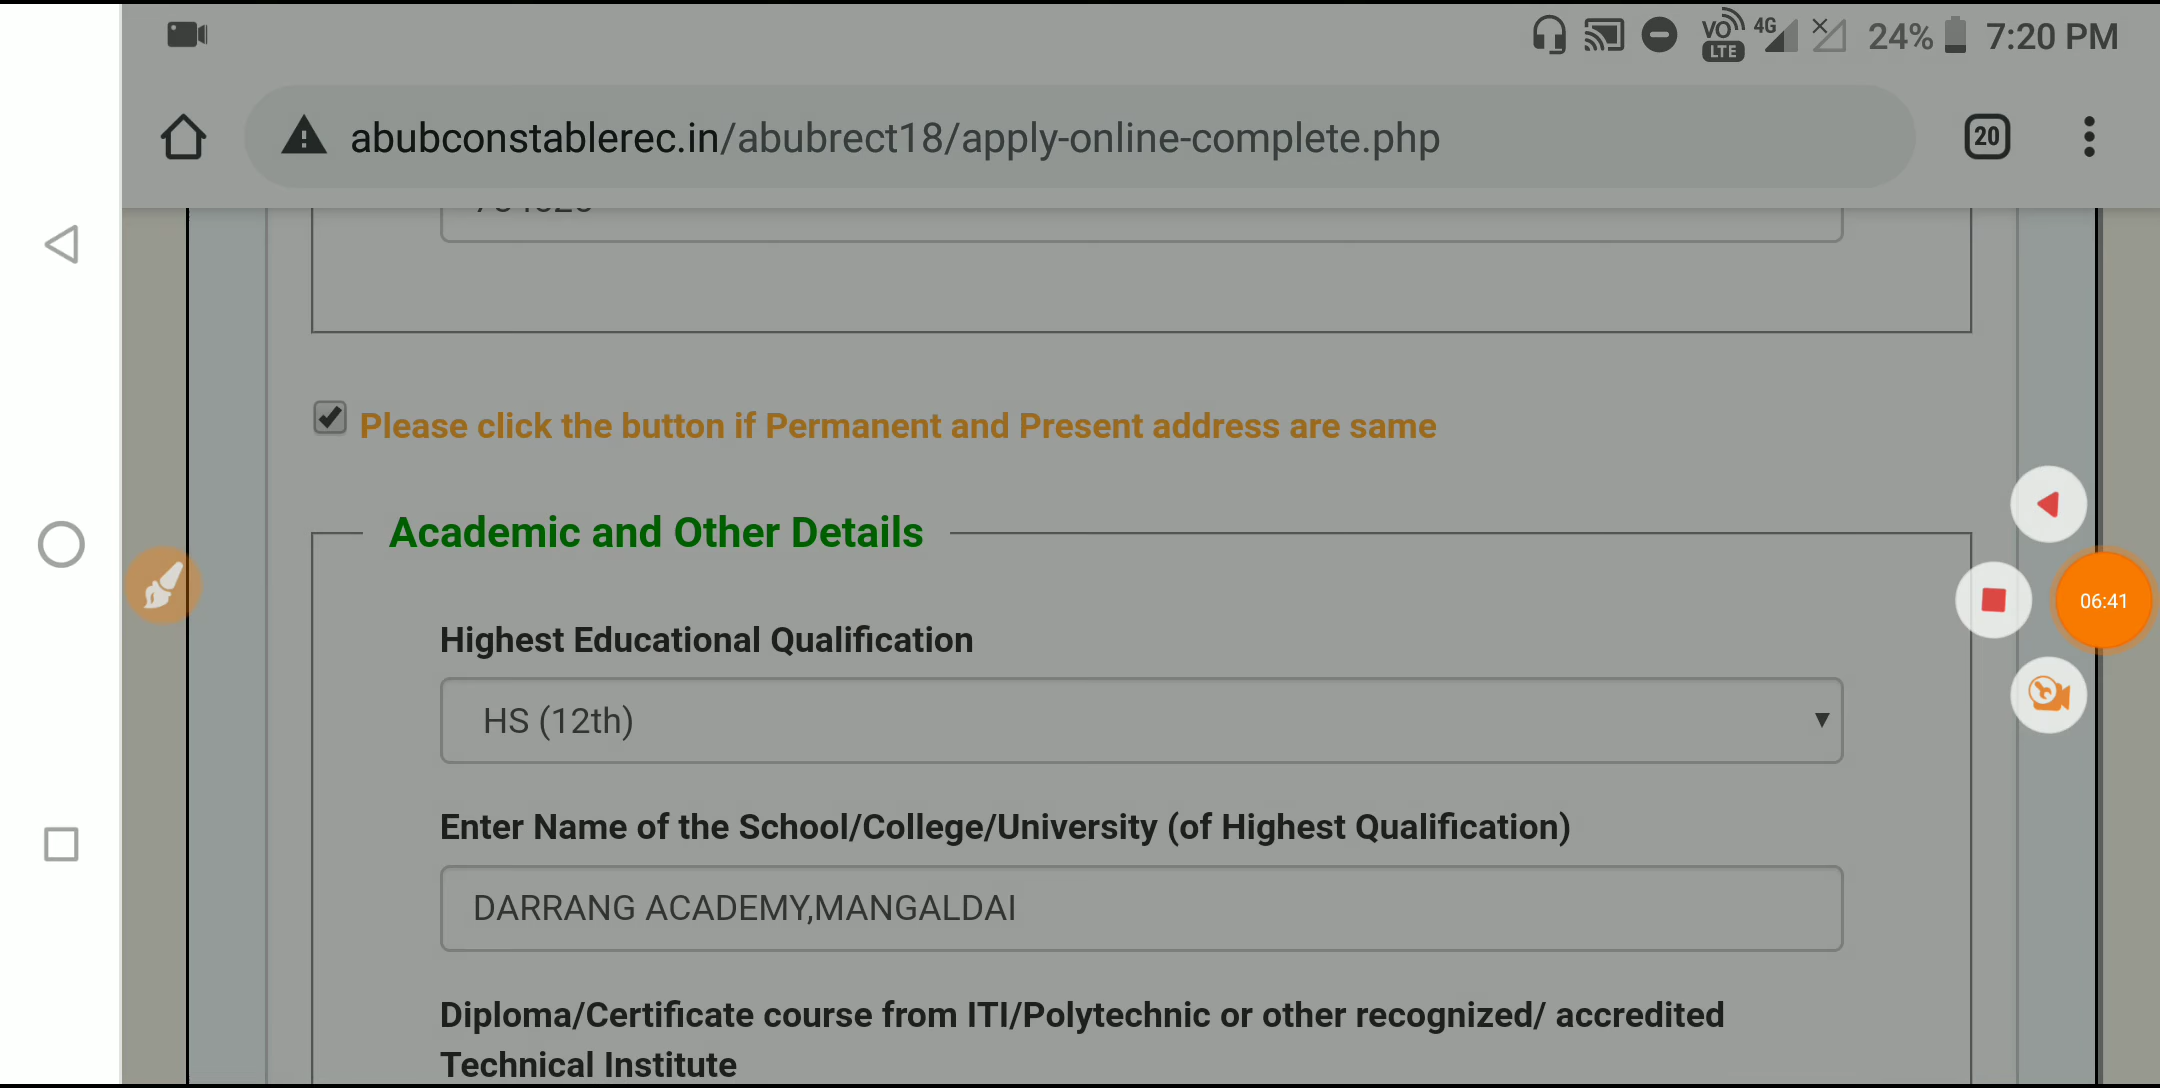 VO LTE 4G 24% 7:20 PM
abubconstablerec.in/abubrect18/apply-online-complete.php
20
Please click the button if Permanent and Present address are same
Academic and Other Details
Highest Educational Qualification
HS (12th)
06:41
Enter Name of the School/College/University (of Highest Qualification)
DARRANG ACADEMY,MANGALDAI
Diploma/Certificate course from ITI/Polytechnic or other recognized/ accredited
Technical Institute